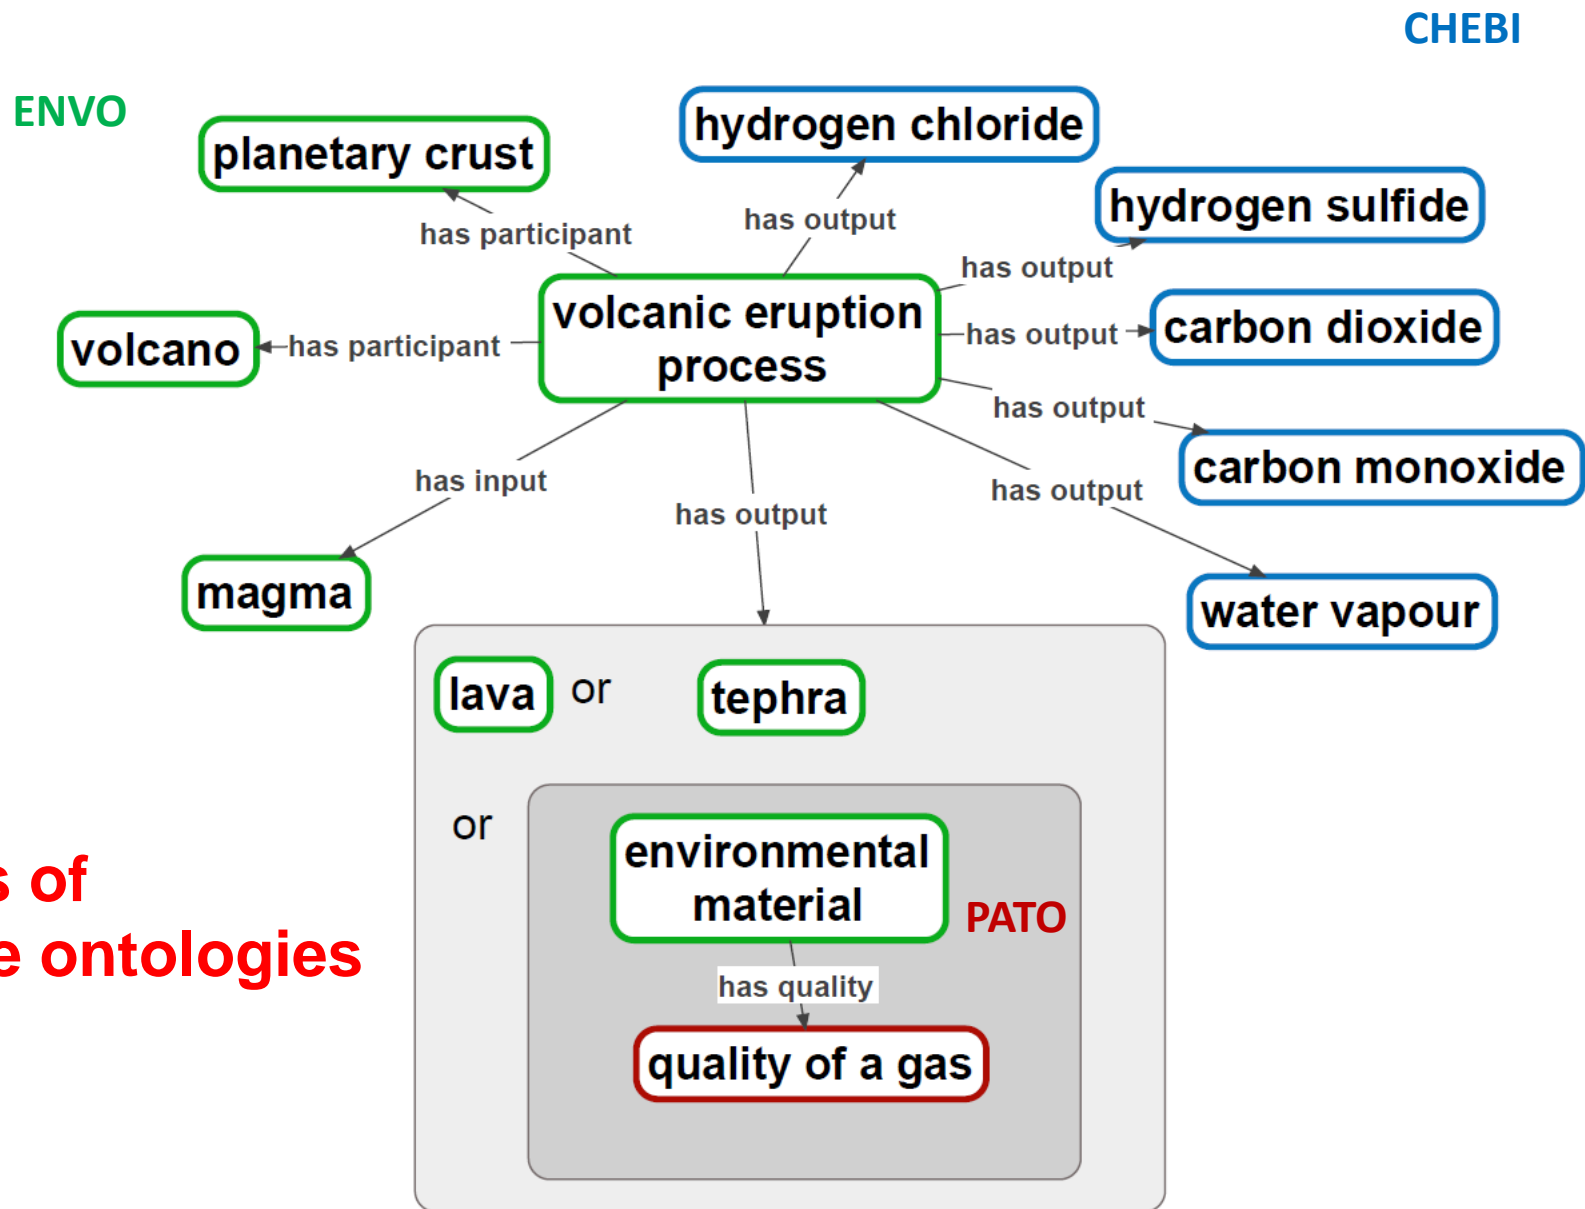 CHEBI
ENVO
hydrogen chloride
planetary crust
hydrogen sulfide
has output
has participant
has output
volcanic eruption
process
carbon dioxide
has output
volcano
has participant
has output
carbon monoxide
has input
has output
has output
magma
water vapour
lava
or
tephra
or
environmental
material
s of
PATO
e ontologies
has quality
quality of a gas